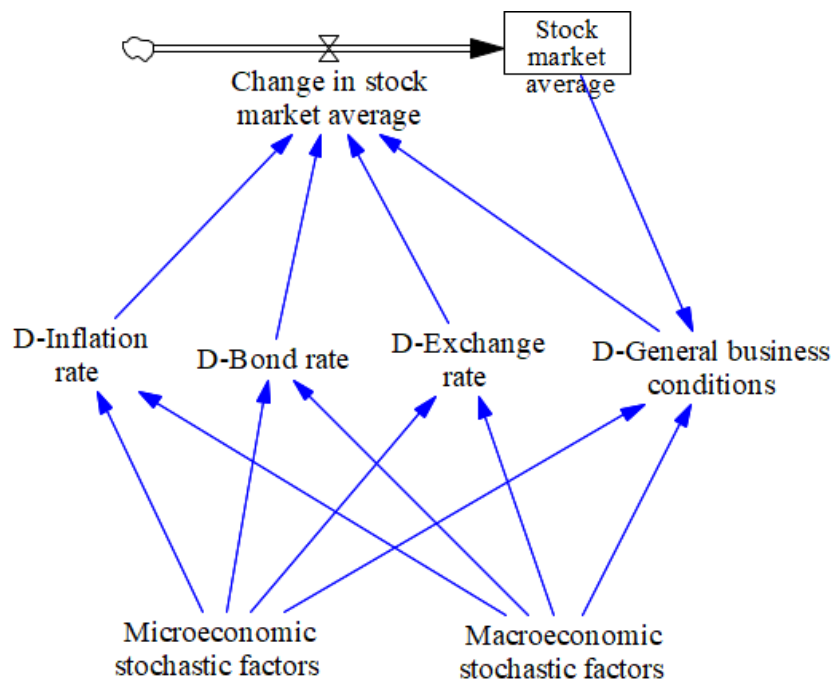 Stock
market
average
Change in stock
market average
D-Inflation
rate
D-Bond rate
D-Exchange
rate
D-General business
conditions
Microeconomic
stochastic factors
Macroeconomic
stochastic factors